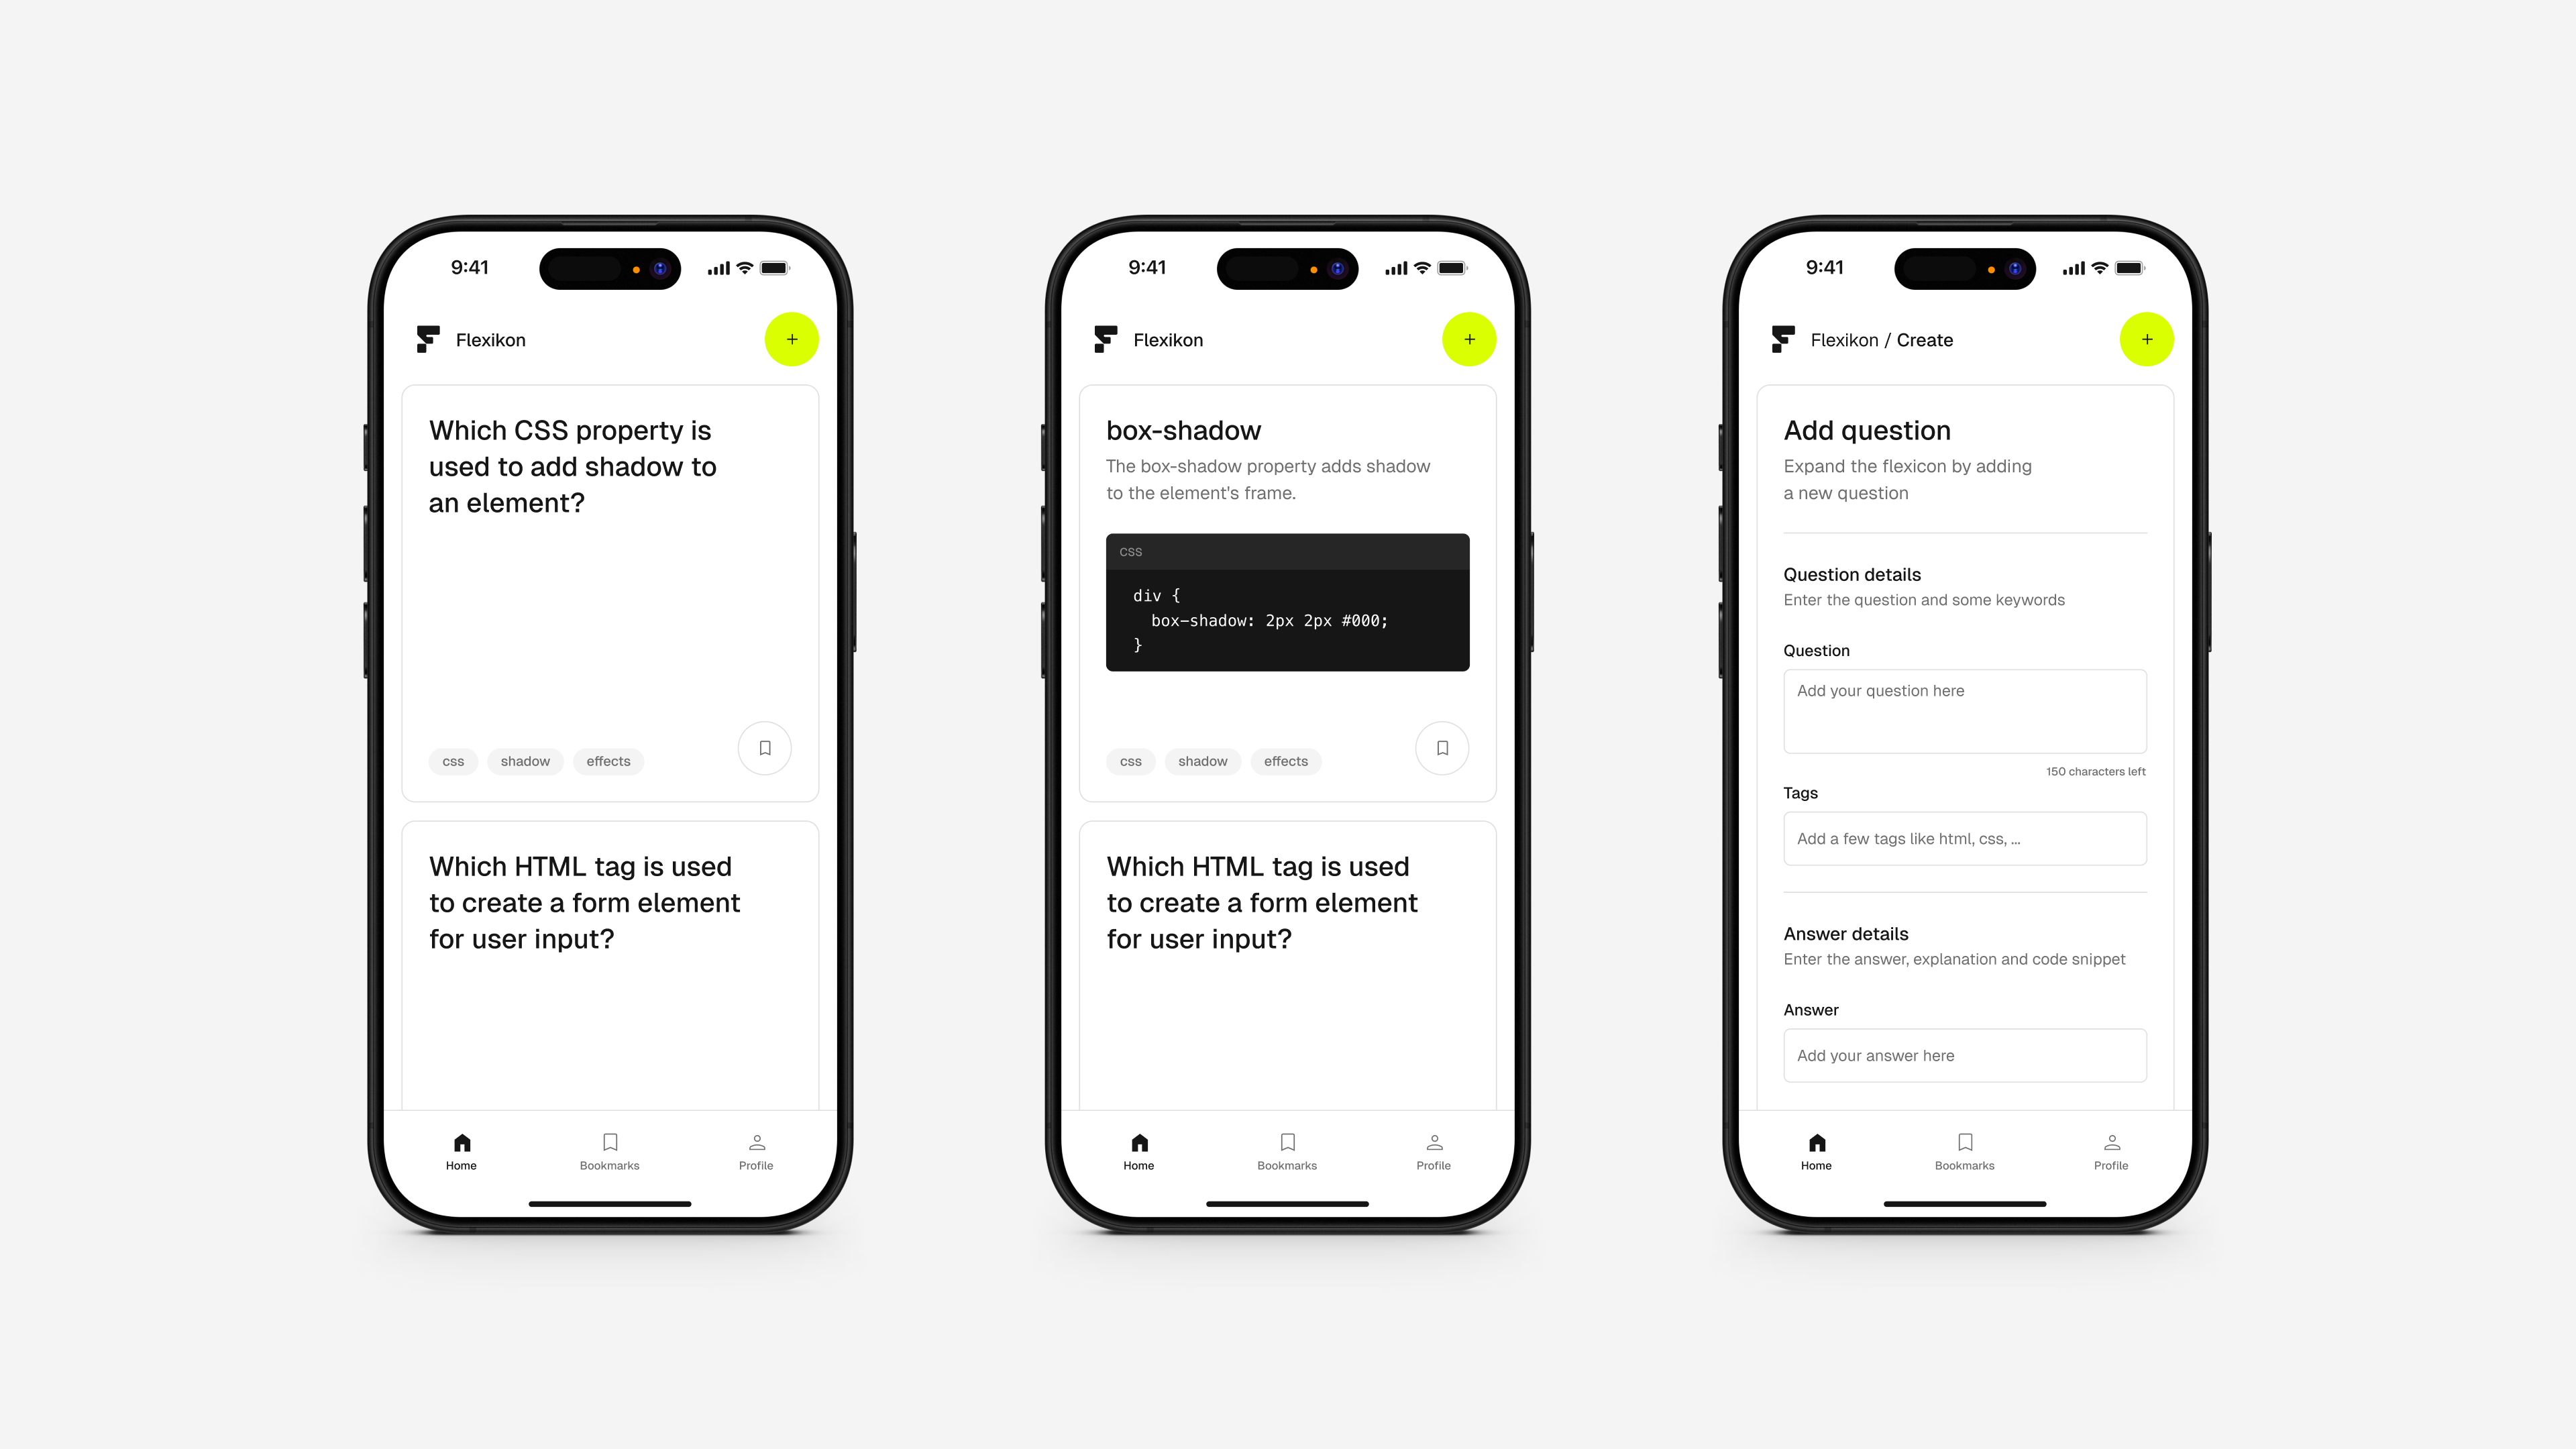 9:41
Flexikon
+
Which CSS property is
used to add shadow to
an element?
css
shadow
effects
Which HTML tag is used
to create a form element
for user input?
Home
Bookmarks
Profile
9:41
Flexikon
+
box-shadow
The box-shadow property adds shadow
to the element's frame.
CSS
div {
box-shadow: 2px 2px #000;
}
css
shadow
effects
Which HTML tag is used
to create a form element
for user input?
Home
Bookmarks
Profile
9:41
Flexikon / Create
+
Add question
Expand the flexicon by adding
a new question
Question details
Enter the question and some keywords
Question
Add your question here
150 characters left
Tags
Add a few tags like html, css, ...
Answer details
Enter the answer, explanation and code snippet
Answer
Add your answer here
Home
Bookmarks
Profile